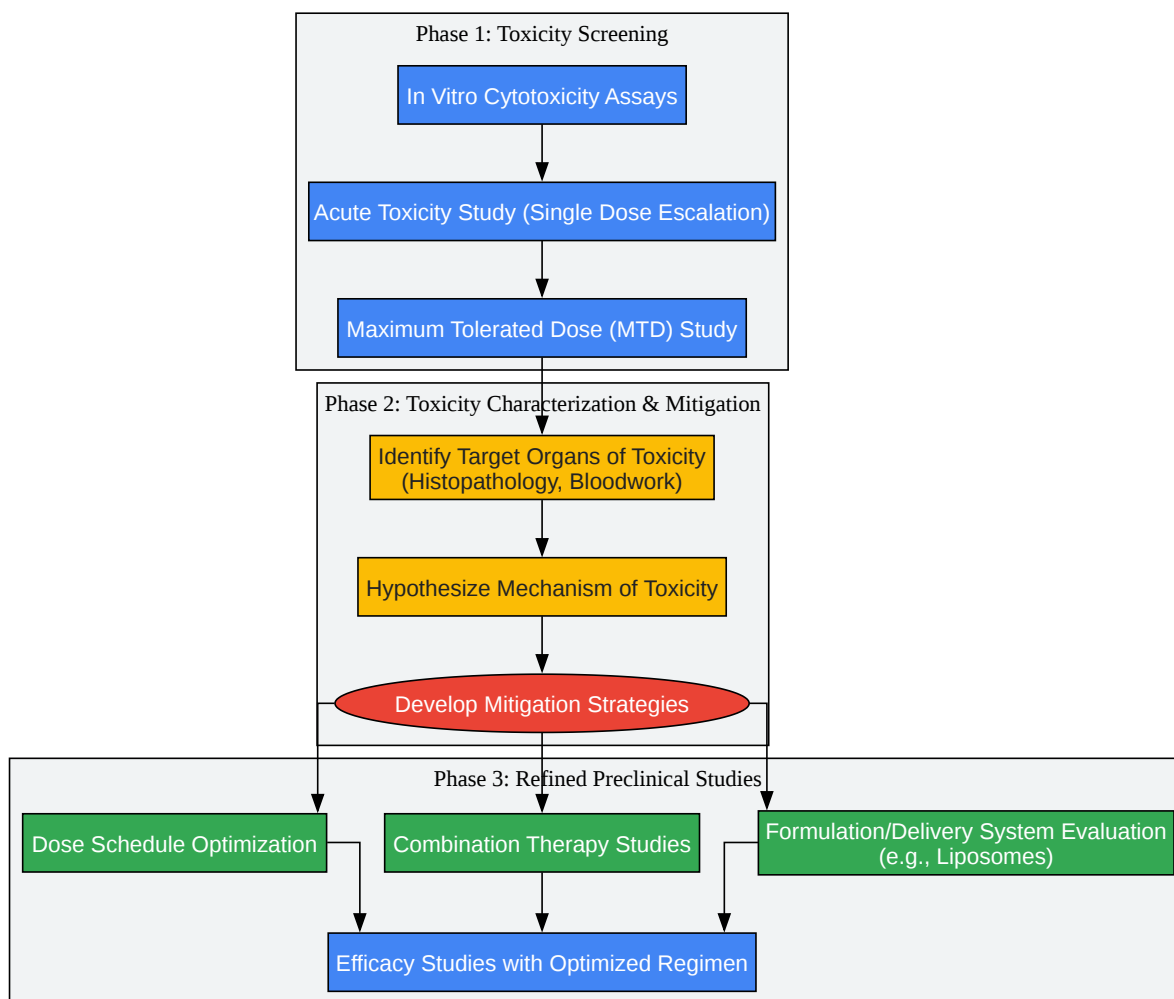 Phase 1: Toxicity Screening
In Vitro Cytotoxicity Assays
Acute Toxicity Study (Single Dose Escalation)
Maximum Tolerated Dose (MTD) Study
Phase 2: Toxicity Characterization & Mitigation
Identify Target Organs of Toxicity
(Histopathology, Bloodwork)
Hypothesize Mechanism of Toxicity
Develop Mitigation Strategies
Phase 3: Refined Preclinical Studies
Dose Schedule Optimization
Combination Therapy Studies
Formulation/Delivery System Evaluation
(e.g., Liposomes)
Efficacy Studies with Optimized Regimen